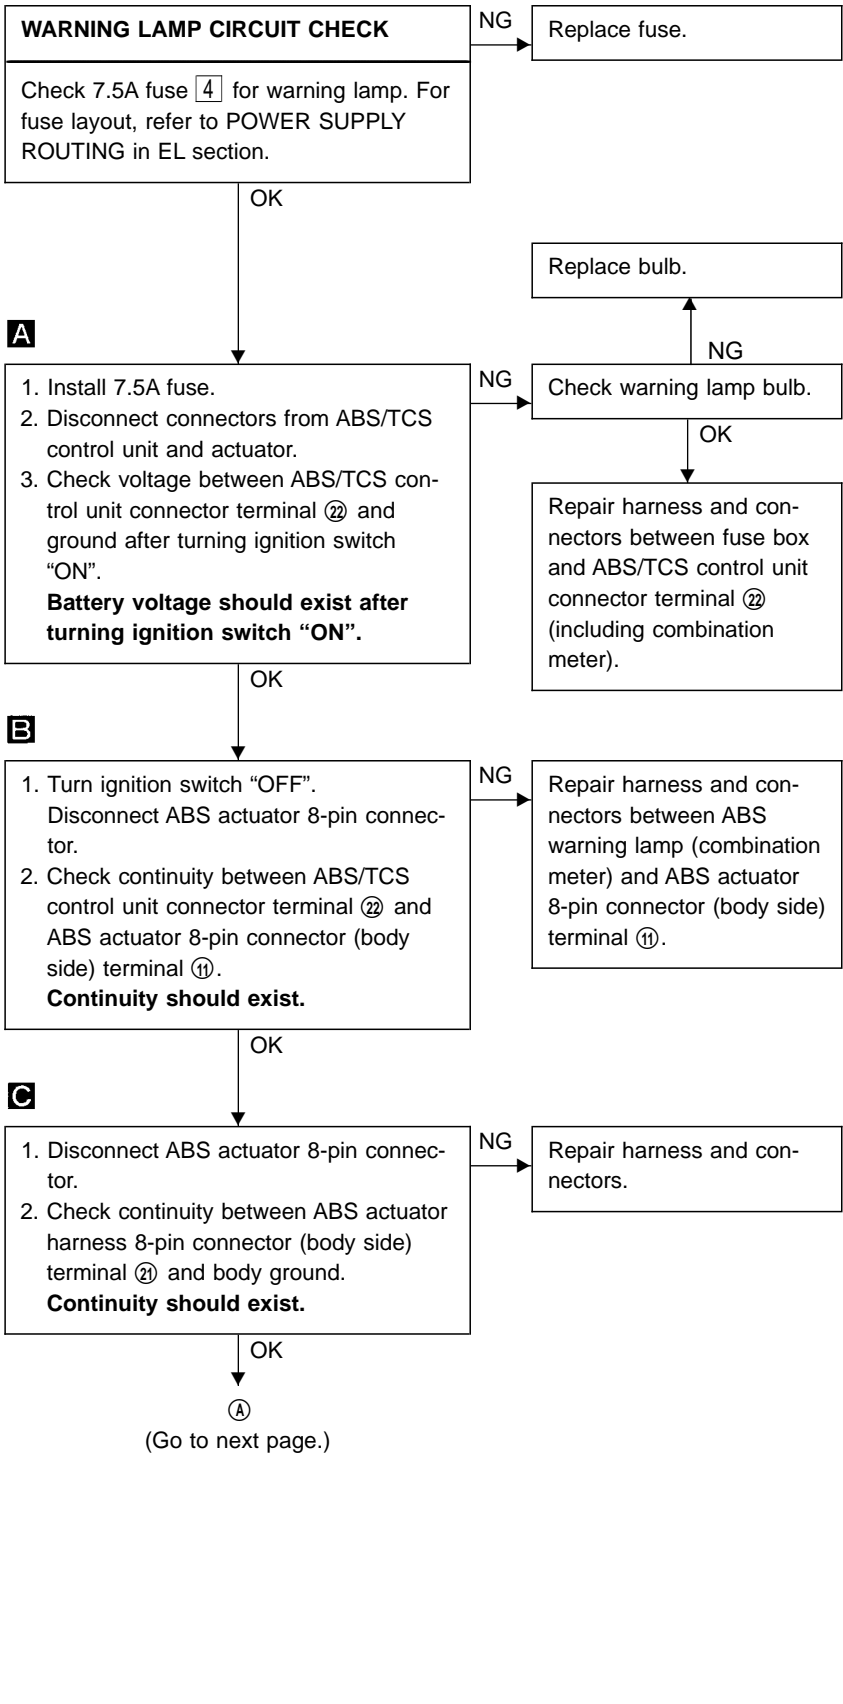 WARNING LAMP CIRCUIT CHECK
Check 7.5A fuse 4 for warning lamp. For
fuse layout, refer to POWER SUPPLY
ROUTING in EL section.
NG
Replace fuse.
OK
Replace bulb.
NG
A
1. Install 7.5A fuse.
2. Disconnect connectors from ABS/TCS
control unit and actuator.
3. Check voltage between ABS/TCS con-
trol unit connector terminal ㉒ and
ground after turning ignition switch
“ON”.
Battery voltage should exist after
turning ignition switch “ON”.
NG
Check warning lamp bulb.
OK
Repair harness and con-
nectors between fuse box
and ABS/TCS control unit
connector terminal ㉒
(including combination
meter).
OK
B
1. Turn ignition switch “OFF”.
Disconnect ABS actuator 8-pin connec-
tor.
2. Check continuity between ABS/TCS
control unit connector terminal ㉒ and
ABS actuator 8-pin connector (body
side) terminal ⑪.
Continuity should exist.
NG
Repair harness and con-
nectors between ABS
warning lamp (combination
meter) and ABS actuator
8-pin connector (body side)
terminal ⑪.
OK
C
1. Disconnect ABS actuator 8-pin connec-
tor.
2. Check continuity between ABS actuator
harness 8-pin connector (body side)
terminal ㉑ and body ground.
Continuity should exist.
NG
Repair harness and con-
nectors.
OK
Ⓐ
(Go to next page.)